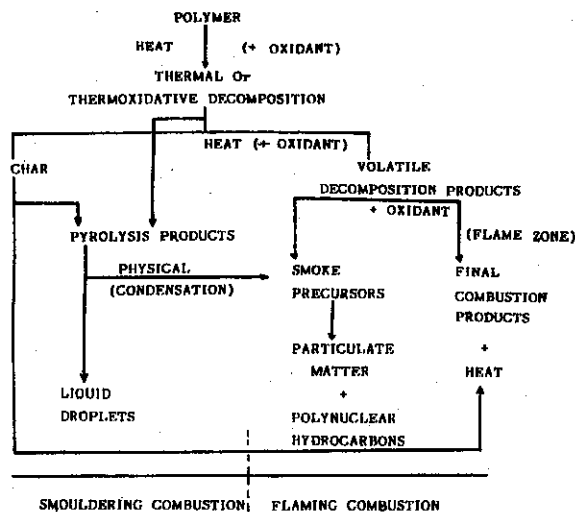 POLYMER
HEAT (+ OXIDANT)
THERMAL Or
THERMOXIDATIVE DECOMPOSITION
HEAT (+ OXIDANT)
CHAR
VOLATILE
DECOMPOSITION PRODUCTS
+ OXIDANT
(FLAME ZONE)
PYROLYSIS PRODUCTS
PHYSICAL
(CONDENSATION)
SMOKE
PRECURSORS
FINAL
COMBUSTION
PRODUCTS
+
HEAT
PARTICULATE
MATTER
+
POLYNUCLEAR
HYDROCARBONS
LIQUID
DROPLETS
SMOULDERING COMBUSTION
FLAMING COMBUSTION